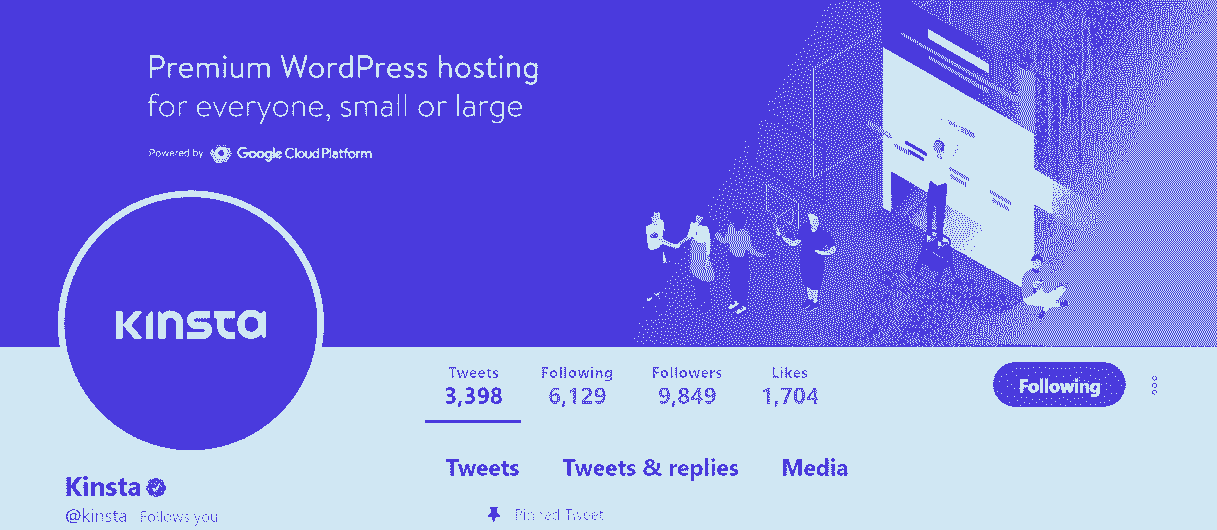 Premium WordPress hosting
for everyone, small or large
Powered by Google Cloud Platform
KINSTA
Tweets Following Followers Likes
3,398 6,129 9,849 1,704
Following
Tweets Tweets & replies Media
Kinsta
@kinsta Follows you
Pinned Tweet